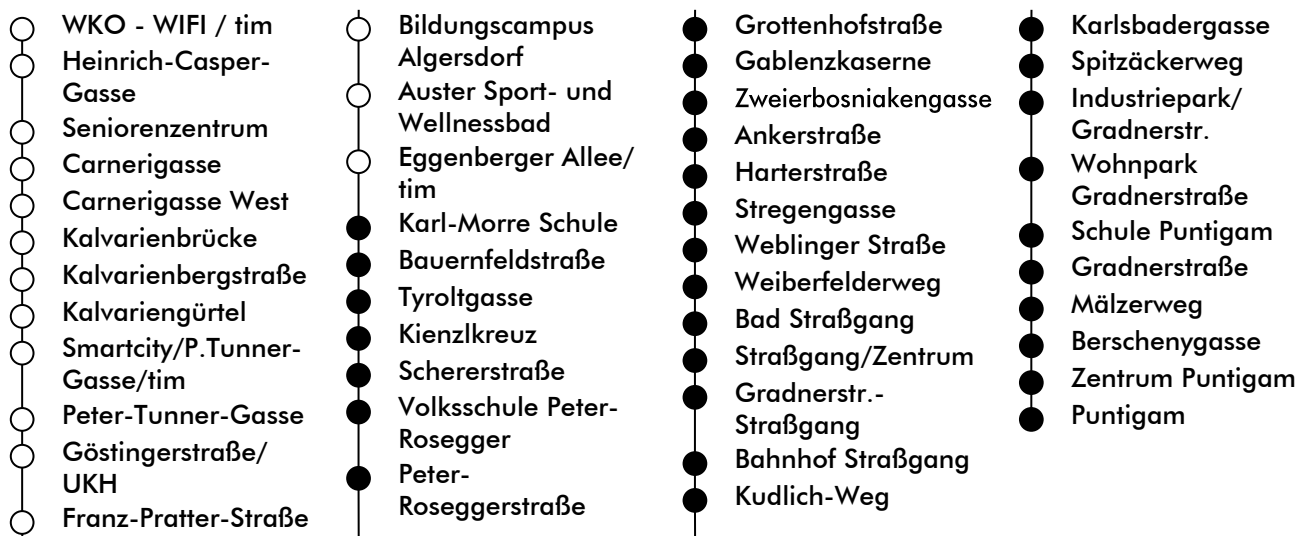 WKO - WIFI / tim
Heinrich-Casper-
Gasse
Seniorenzentrum
Carnerigasse
Carnerigasse West
Kalvarienbrücke
Kalvarienbergstraße
Kalvariengürtel
Smartcity/P.Tunner-
Gasse/tim
Peter-Tunner-Gasse
Göstingerstraße/
UKH
Franz-Pratter-Straße
Bildungscampus
Algersdorf
Auster Sport- und
Wellnessbad
Eggenberger Allee/
tim
Karl-Morre Schule
Bauernfeldstraße
Tyroltgasse
Kienzlkreuz
Schererstraße
Volksschule Peter-
Rosegger
Peter-
Roseggerstraße
Grottenhofstraße
Gablenzkaserne
Zweierbosniakengasse
Ankerstraße
Harterstraße
Stregengasse
Weblinger Straße
Weiberfelderweg
Bad Straßgang
Straßgang/Zentrum
Gradnerstr.-
Straßgang
Bahnhof Straßgang
Kudlich-Weg
Karlsbadergasse
Spitzäckerweg
Industriepark/
Gradnerstr.
Wohnpark
Gradnerstraße
Schule Puntigam
Gradnerstraße
Mälzerweg
Berschenygasse
Zentrum Puntigam
Puntigam